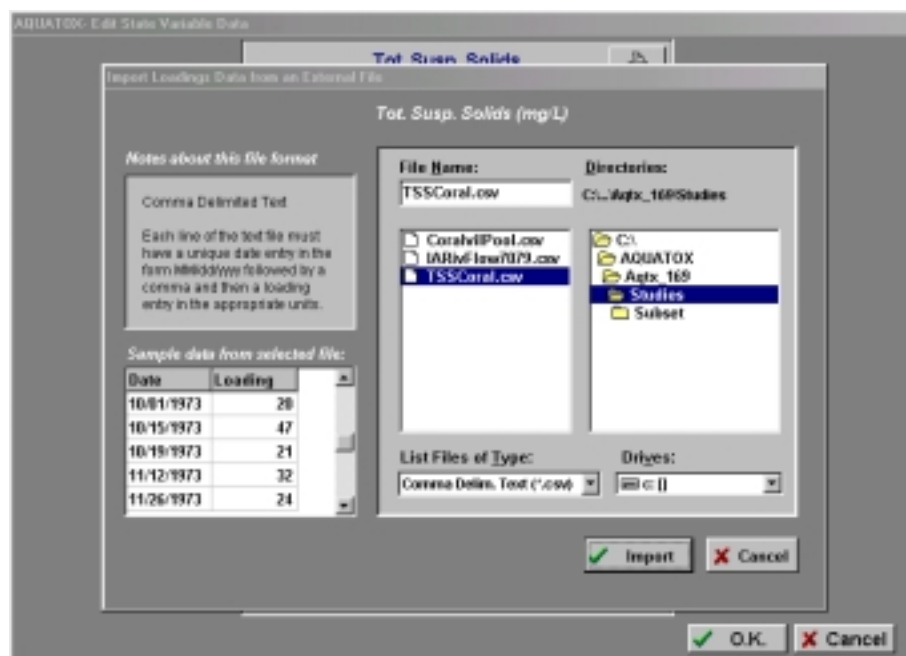 AQUATOX- Edit State Variable Data
Tot Susp Solids
Import Loadings Data from an External File
Tot. Susp. Solids (mg/L)
Notes about this file format
Comma Delimited Text
Each line of the text file must
have a unique date entry in the
form MM/dd/yyyy followed by a
comma and then a loading
entry in the appropriate units.
Sample data from selected file:
Date Loading
10/01/1973 20
10/15/1973 47
10/19/1973 21
11/12/1973 32
11/26/1973 24
File Name:
TSSCoral.csv
CoralvilPool.csv
IARivFlow7079.csv
TSSCoral.csv
List Files of Type:
Comma Delim. Text (*.csv)
Directories:
C:\...\Aqtx_169\Studies
C:\
AQUATOX
Aqtx_169
Studies
Subset
Drives:
c: []
Import
Cancel
O.K.
Cancel